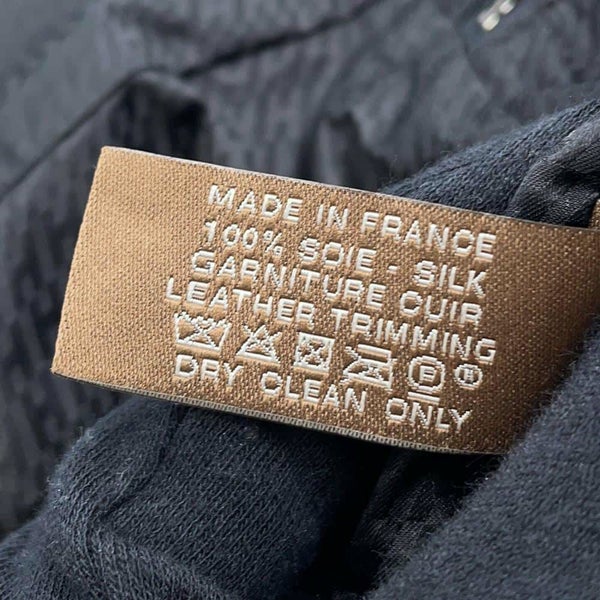 MADE IN FRANCE
100% SOIE - SILK
GARNITURE CUIR
LEATHER TRIMMING
P ®
DRY CLEAN ONLY